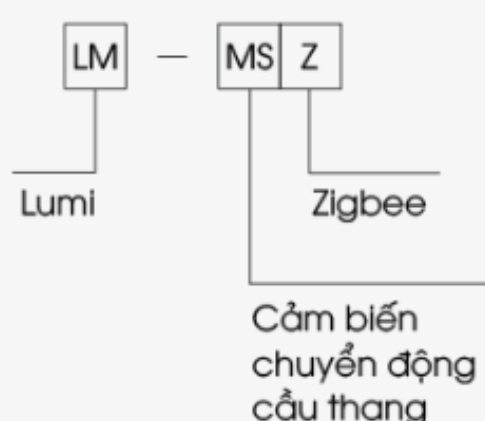 LM – MS Z
Lumi
Zigbee
Cảm biến
chuyển động
cầu thang